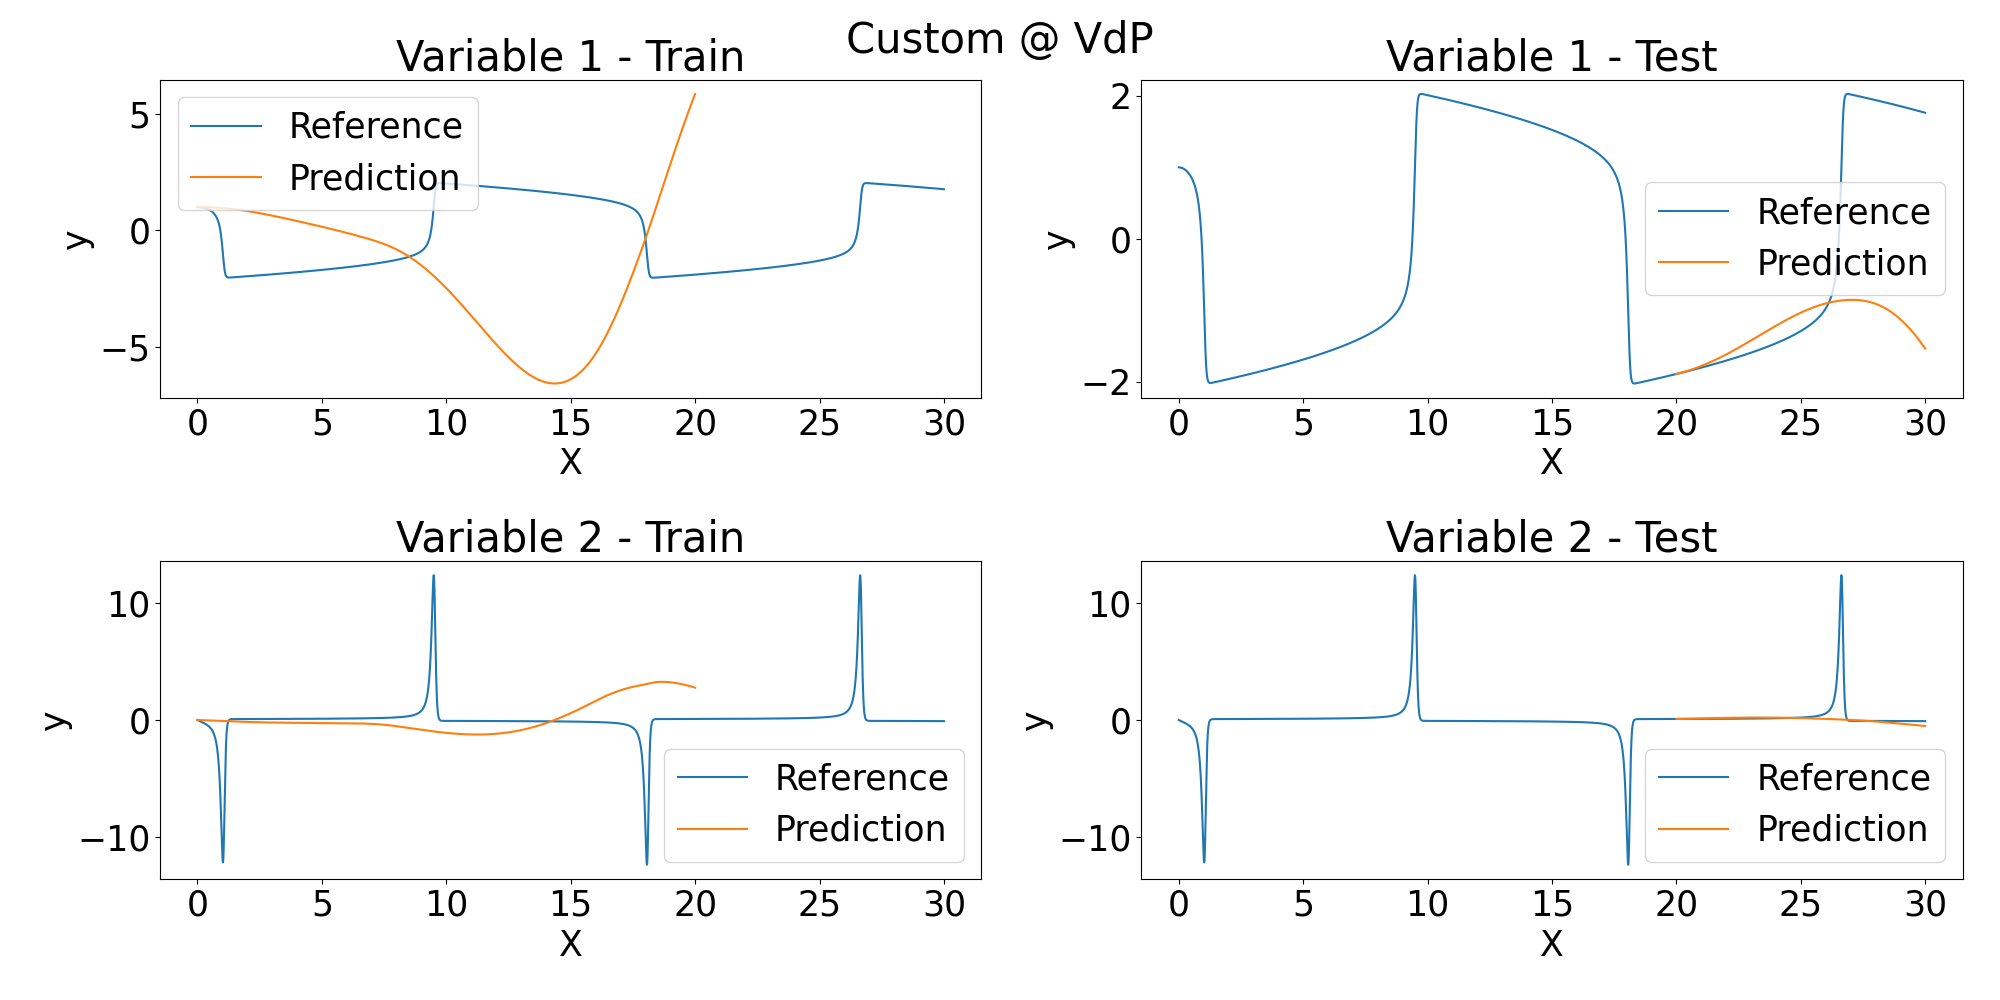 Custom @ VdP
Variable 1 - Train
5
0
−5
y
Reference
Prediction
0 5 10 15 20 25 30
X
Variable 1 - Test
2
0
−2
y
Reference
Prediction
0 5 10 15 20 25 30
X
Variable 2 - Train
10
0
−10
y
Reference
Prediction
0 5 10 15 20 25 30
X
Variable 2 - Test
10
0
−10
y
Reference
Prediction
0 5 10 15 20 25 30
X